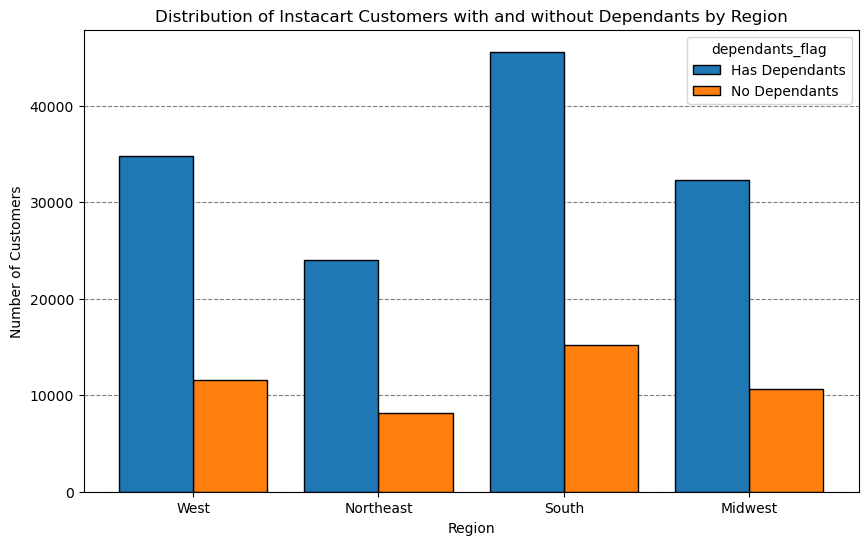 Distribution of Instacart Customers with and without Dependants by Region
dependants_flag
Has Dependants
No Dependants
Number of Customers
40000
30000
20000
10000
0
West Northeast South Midwest
Region